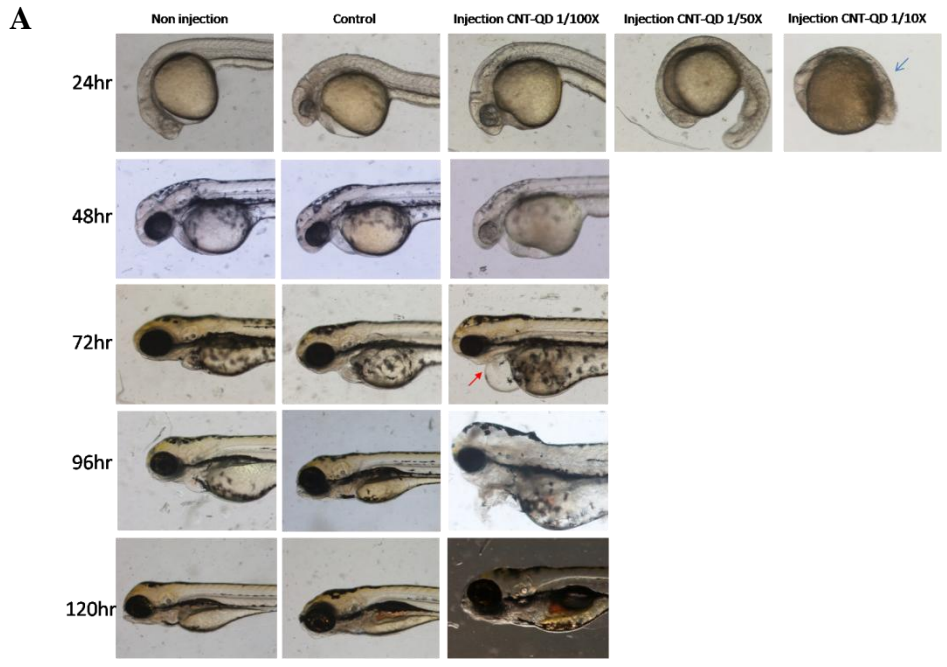 A
Non injection Control Injection CNT-QD 1/100X Injection CNT-QD 1/50X Injection CNT-QD 1/10X
24hr
48hr
72hr
96hr
120hr